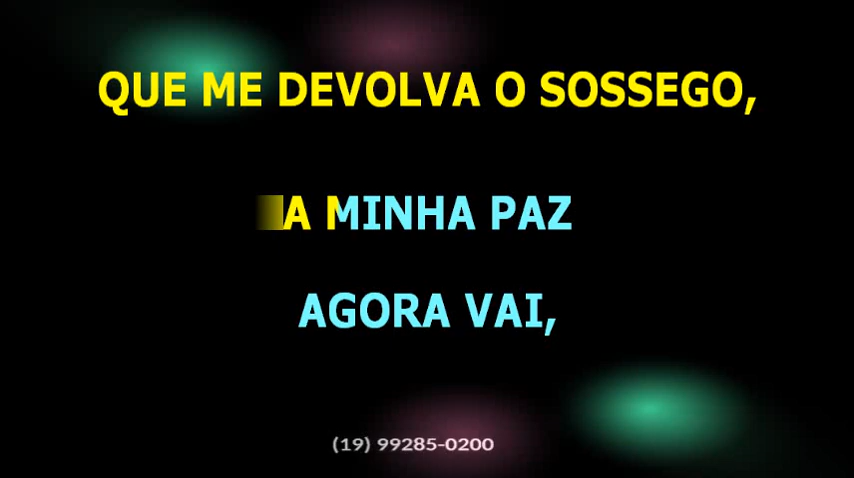 QUE ME DEVOLVA O SOSSEGO,
A MINHA PAZ
AGORA VAI,
(19) 99285-0200